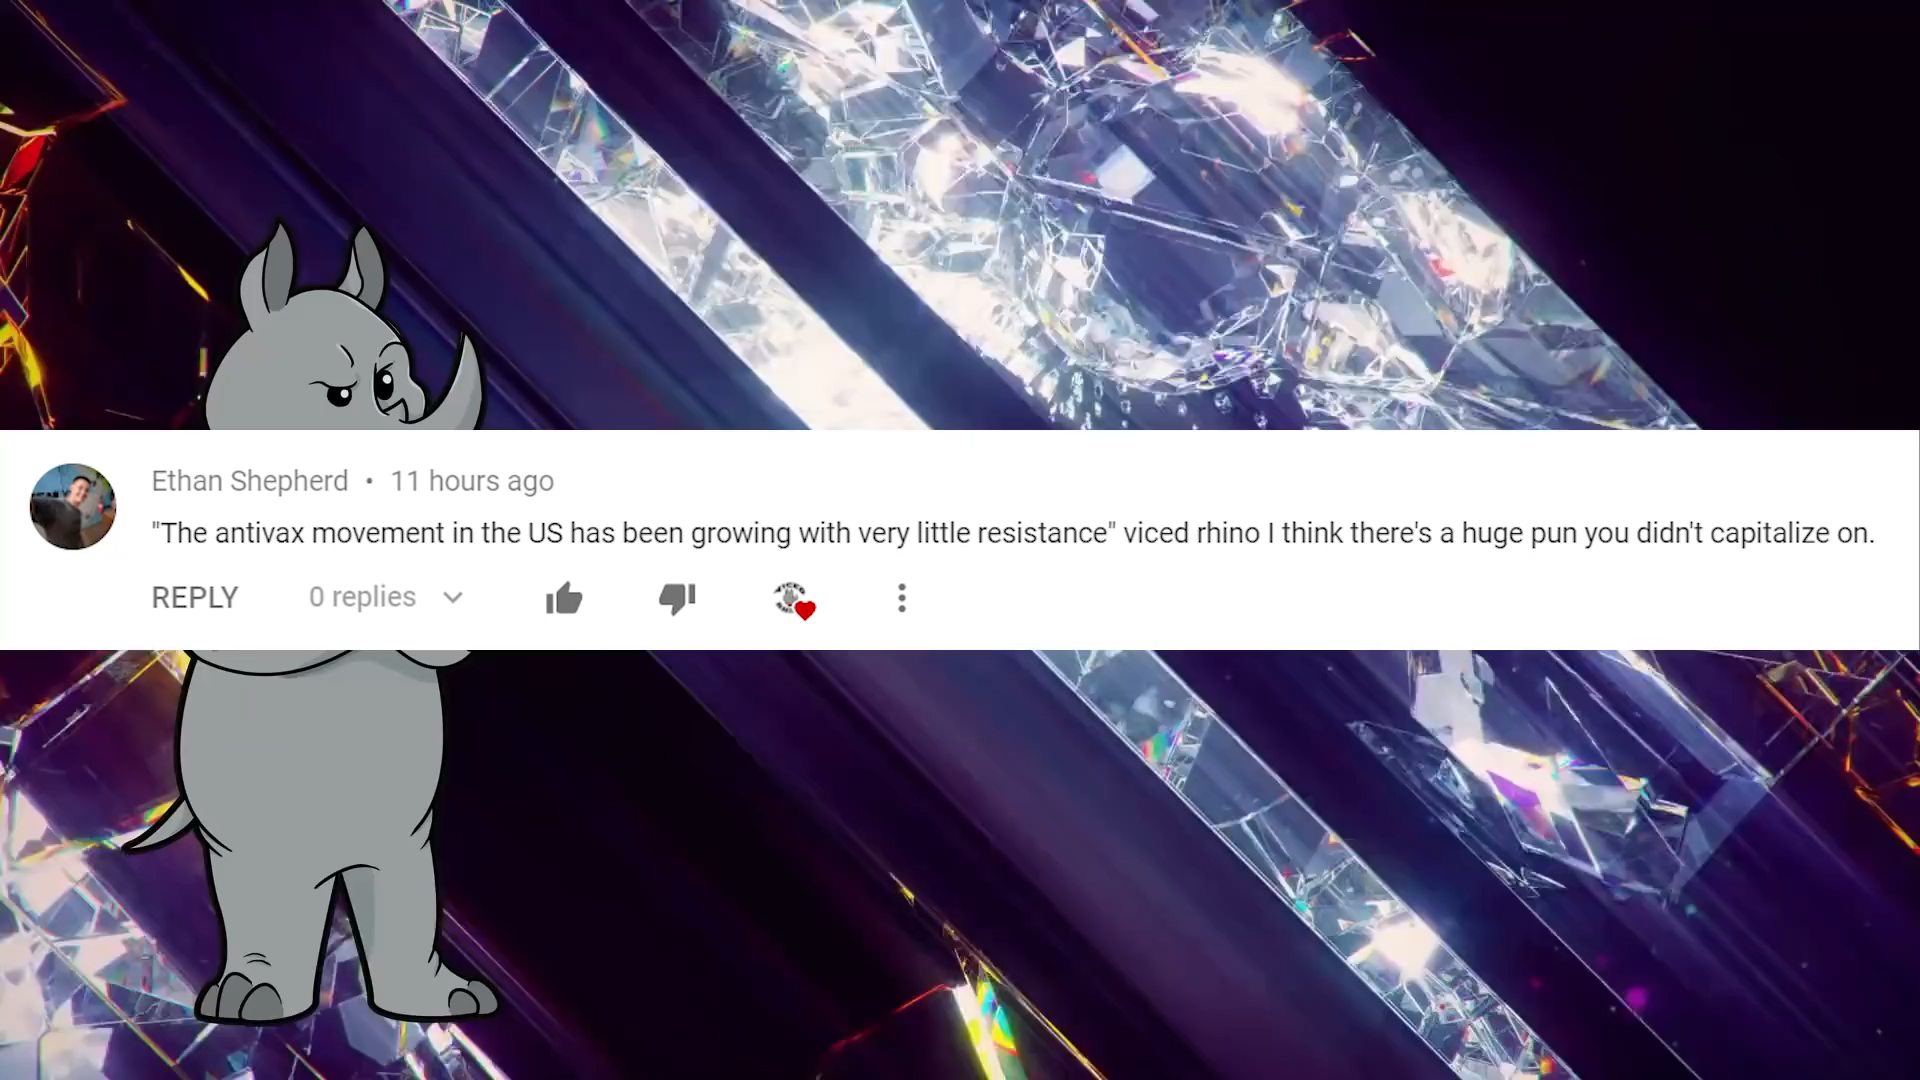 Ethan Shepherd • 11 hours ago
"The antivax movement in the US has been growing with very little resistance" viced rhino I think there's a huge pun you didn't capitalize on.
REPLY 0 replies